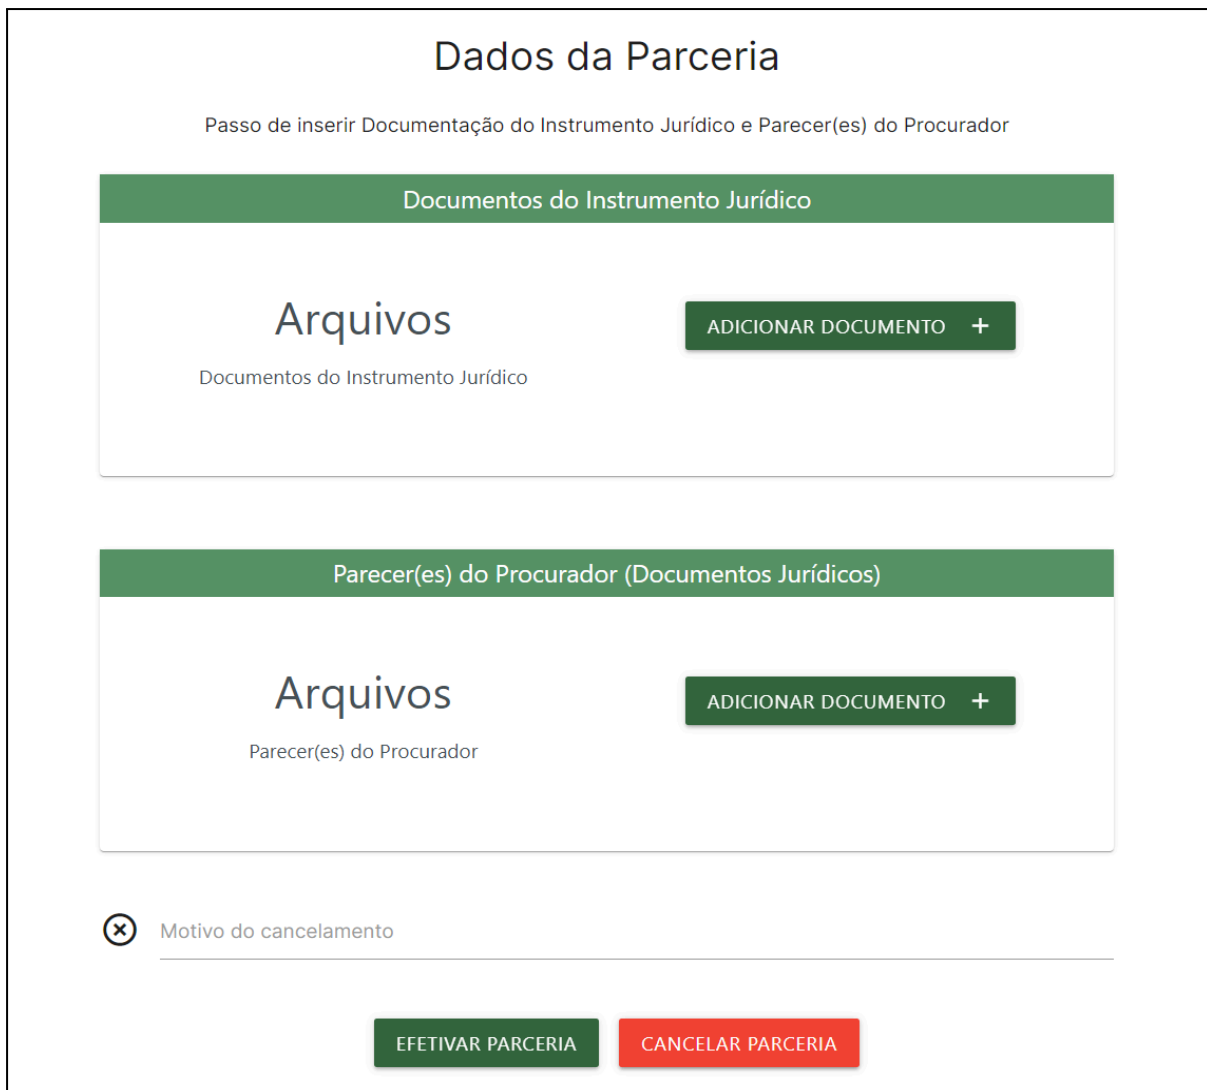 Dados da Parceria
Passo de inserir Documentação do Instrumento Jurídico e Parecer(es) do Procurador
Documentos do Instrumento Jurídico
Arquivos
ADICIONAR DOCUMENTO +
Documentos do Instrumento Jurídico
Parecer(es) do Procurador (Documentos Jurídicos)
Arquivos
ADICIONAR DOCUMENTO +
Parecer(es) do Procurador
Motivo do cancelamento
EFETIVAR PARCERIA CANCELAR PARCERIA